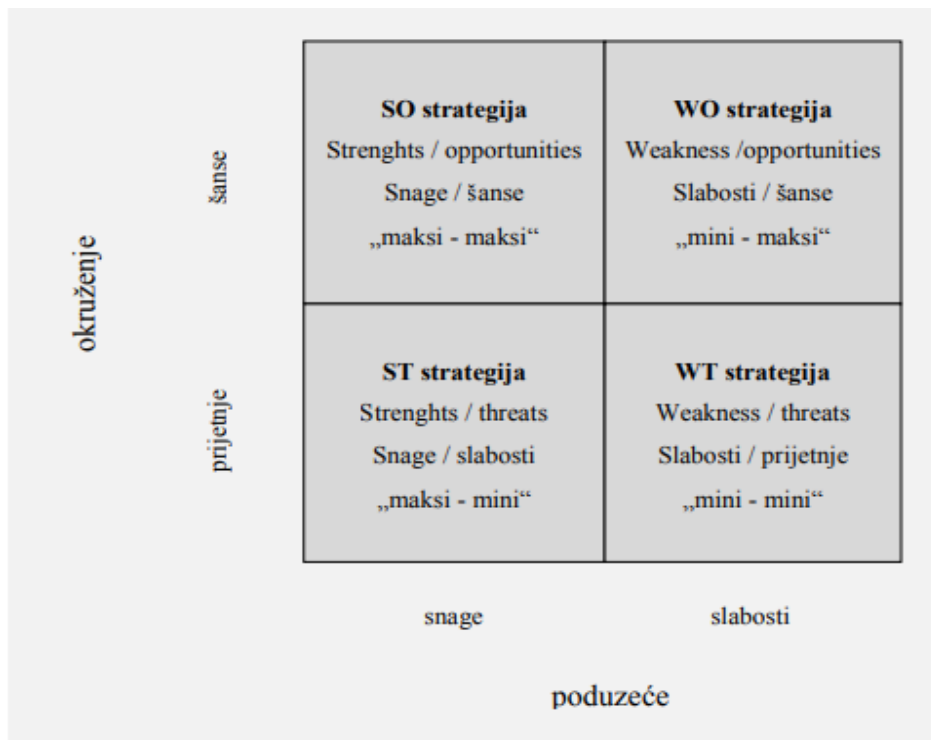 SO strategija
Strenghts / opportunities
Snage / šanse
„maksi - maksi“
WO strategija
Weakness /opportunities
Slabosti / šanse
„mini - maksi“
šanse
okruženje
ST strategija
Strenghts / threats
Snage / slabosti
„maksi - mini“
WT strategija
Weakness / threats
Slabosti / prijetnje
„mini - mini“
prijetnje
snage
slabosti
poduzeće